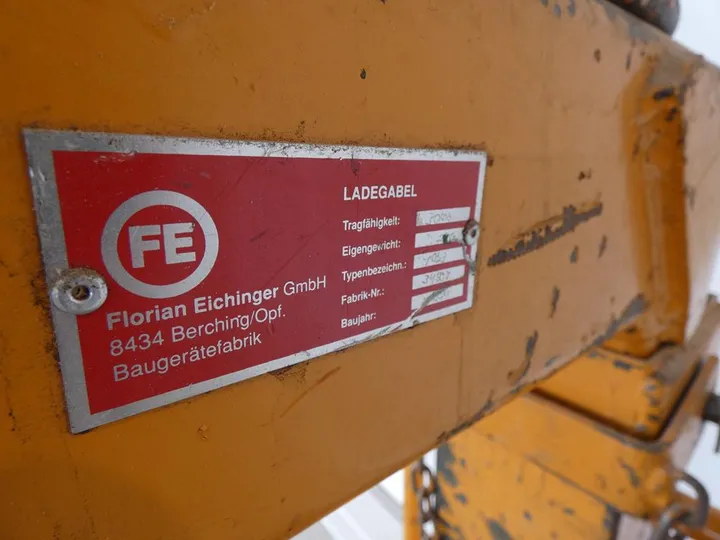 FE
Florian Eichinger GmbH
8434 Berching/Opf.
Baugerätefabrik
LADEGABEL
Tragfähigkeit:
Eigengewicht:
Typenbezeichn.:
Fabrik-Nr.:
Baujahr: